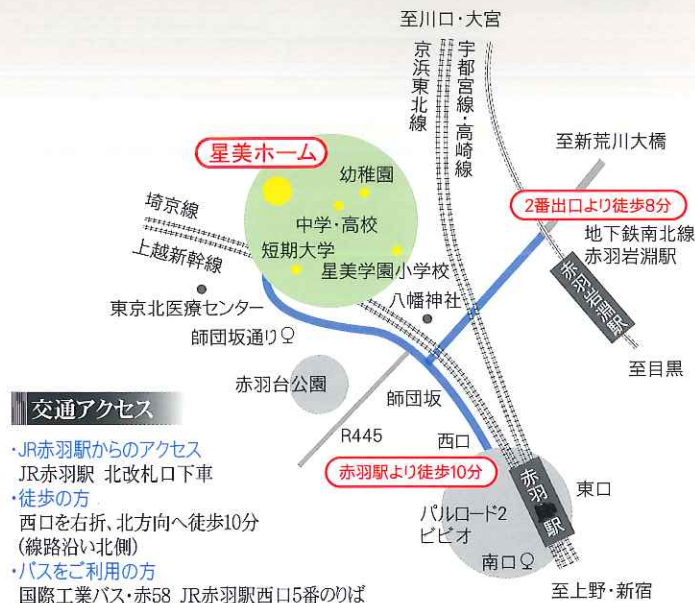 至川口・大宮
京浜東北線
宇都宮線・高崎線
至新荒川大橋
星美ホーム
幼稚園
2番出口より徒歩8分
中学・高校
地下鉄南北線
赤羽岩淵駅
埼京線
上越新幹線
短期大学
星美学園小学校
赤羽岩淵駅
八幡神社
東京北医療センター
師団坂通り
至目黒
赤羽台公園
師団坂
交通アクセス
R445
西口
・JR赤羽駅からのアクセス
JR赤羽駅 北改札口下車
赤羽駅より徒歩10分
赤羽駅
東口
・徒歩の方
西口を右折、北方向へ徒歩10分
(線路沿い北側)
パルロード2
ビビオ
南口
・バスをご利用の方
国際工業バス・赤58 JR赤羽駅西口5番のりば
至上野・新宿